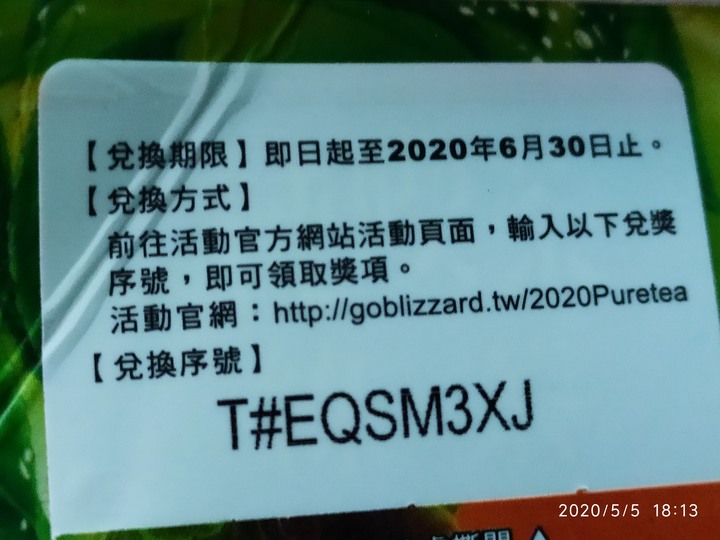 【兌換期限】即日起至2020年6月30日止。
【兌換方式】
前往活動官方網站活動頁面，輸入以下兌獎
序號，即可領取獎項。
活動官網：http://goblizzard.tw/2020Puretea
【兌換序號】
T#EQSM3XJ
2020/5/5 18:13